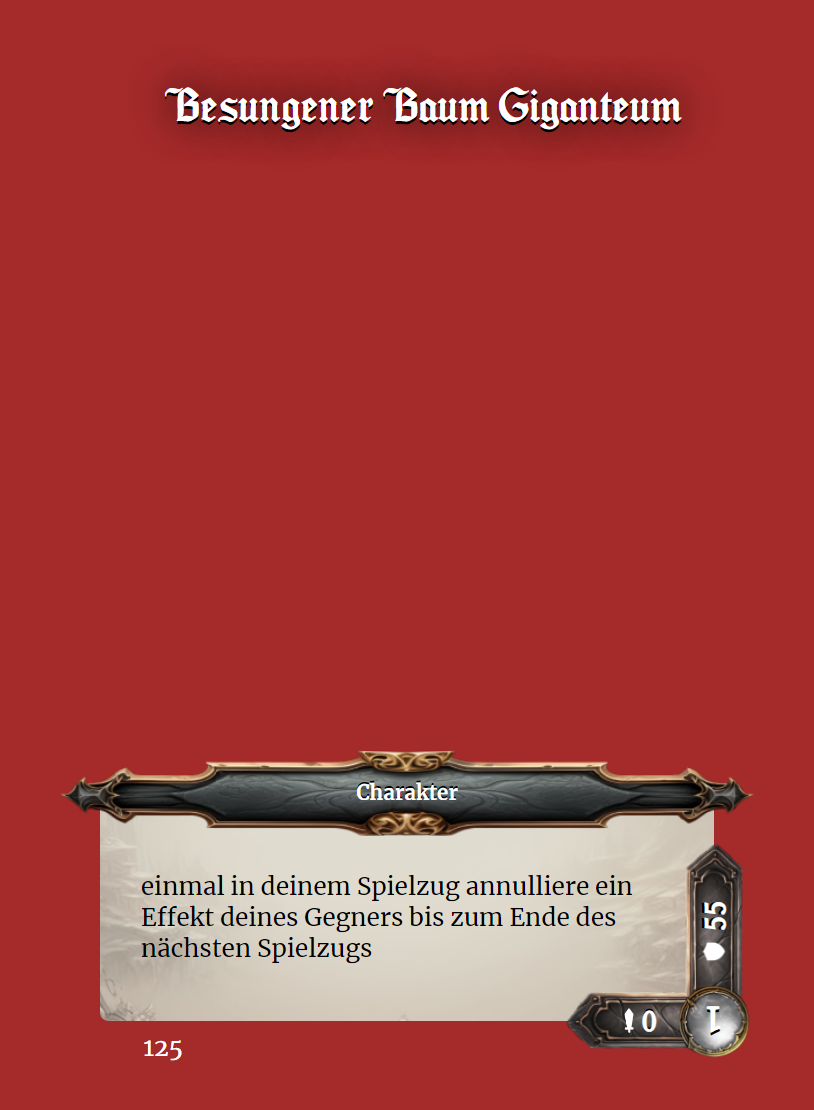 Besungener Baum Giganteum
Charakter
einmal in deinem Spielzug annulliere ein
Effekt deines Gegners bis zum Ende des
nächsten Spielzugs
55
0
1
125